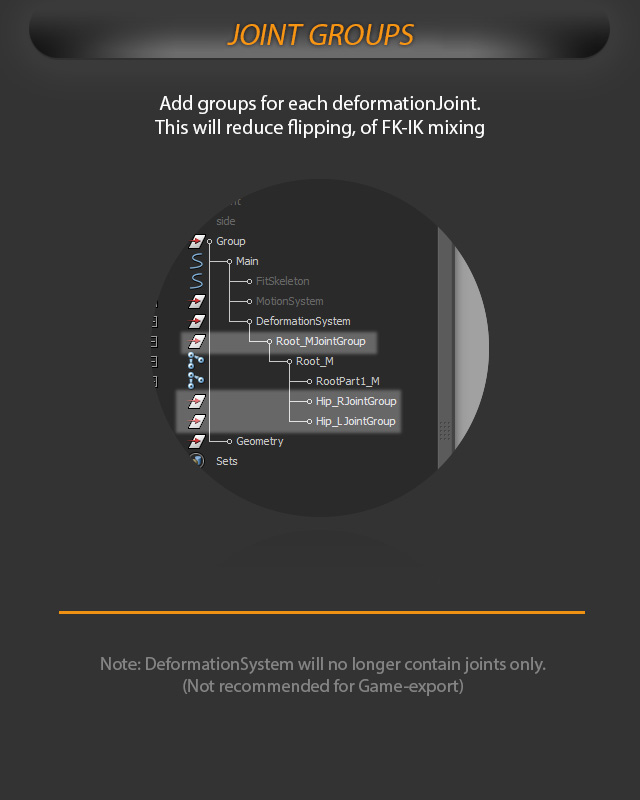 JOINT GROUPS
Add groups for each deformationJoint.
This will reduce flipping, of FK-IK mixing
side
Group
Main
FitSkeleton
MotionSystem
DeformationSystem
Root_MJointGroup
Root_M
RootPart1_M
Hip_RJointGroup
Hip_LJointGroup
Geometry
Sets
Note: DeformationSystem will no longer contain joints only.
(Not recommended for Game-export)